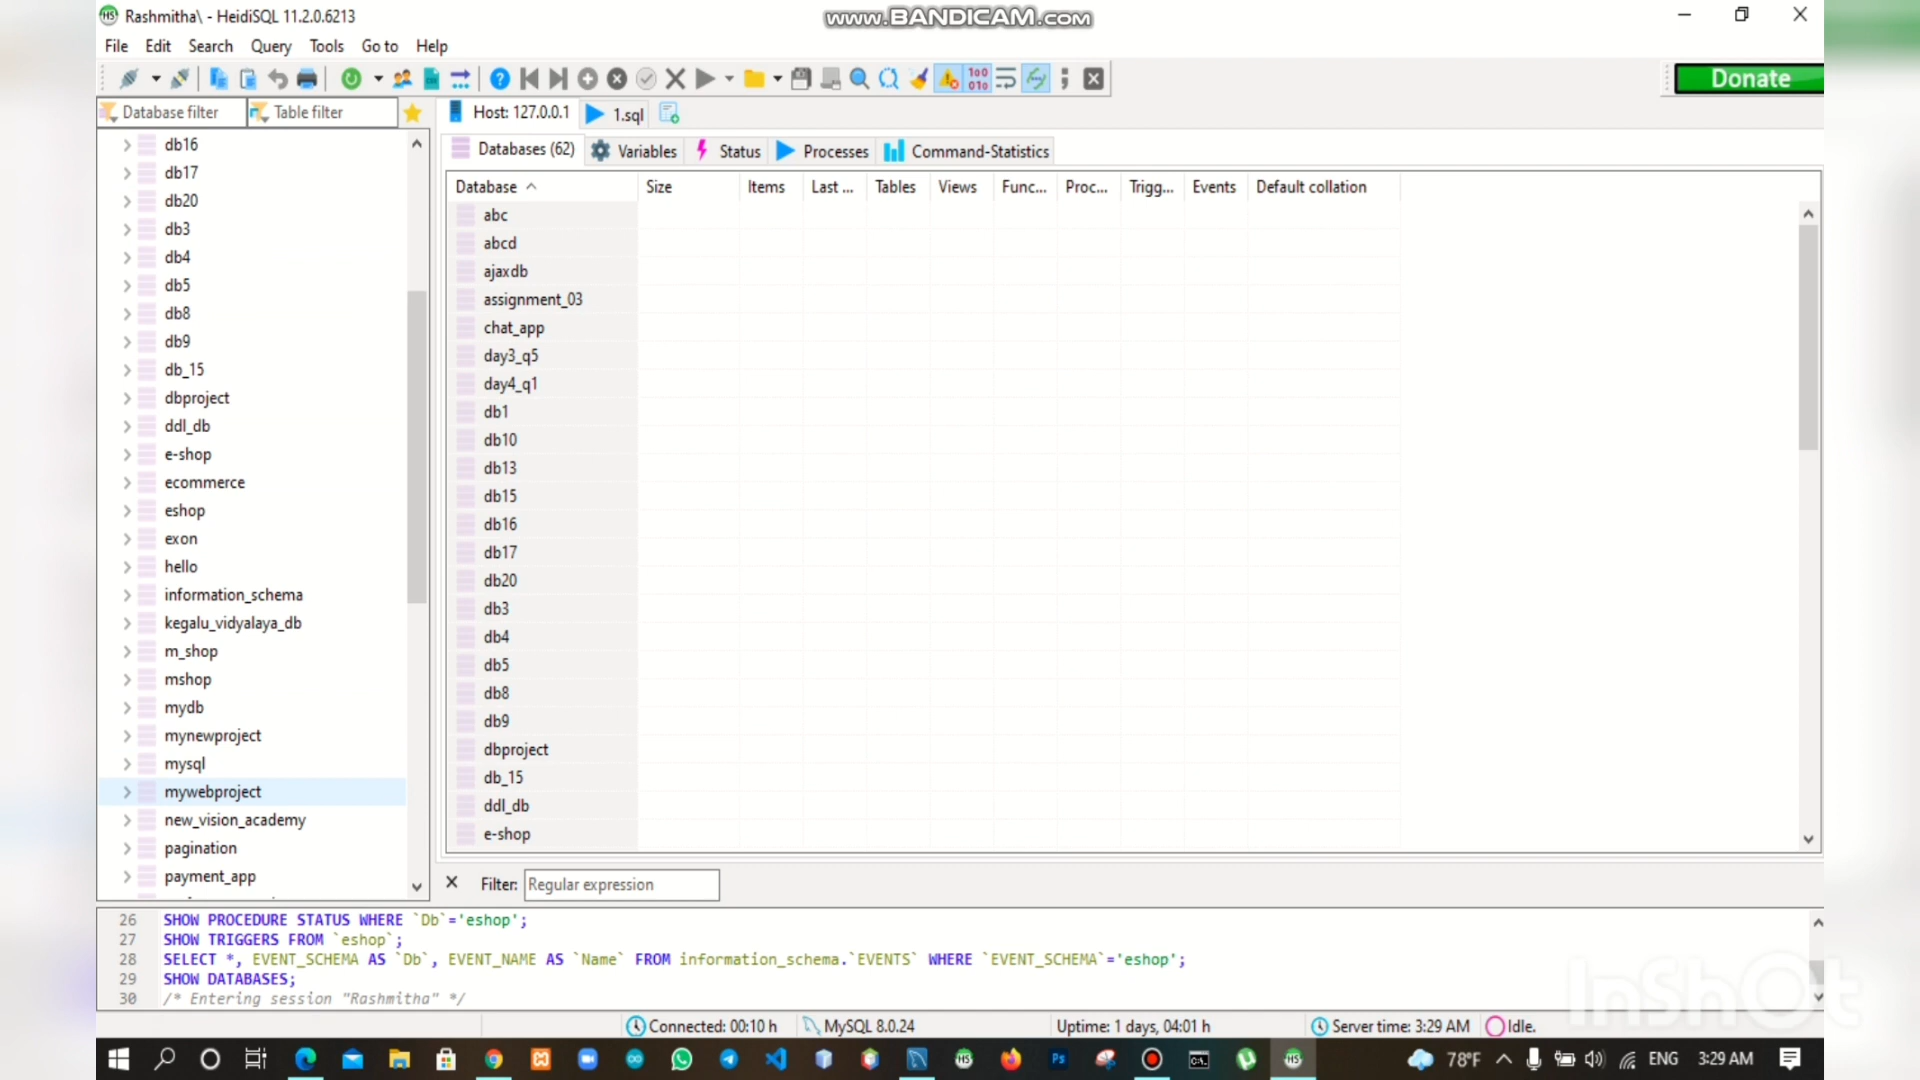 Rashmitha\ - HeidiSQL 11.2.0.6213
www.BANDICAM.com
File Edit Search Query Tools Go to Help
Donate
Database filter
Table filter
Host: 127.0.0.1
1.sql
Databases (62)
Variables
Status
Processes
Command-Statistics
db16
db17
db20
db3
db4
db5
db8
db9
db_15
dbproject
ddl_db
e-shop
ecommerce
eshop
exon
hello
information_schema
kegalu_vidyalaya_db
m_shop
mshop
mydb
mynewproject
mysql
mywebproject
new_vision_academy
pagination
payment_app
Database Size Items Last ... Tables Views Func... Proc... Trigg... Events Default collation
abc
abcd
ajaxdb
assignment_03
chat_app
day3_q5
day4_q1
db1
db10
db13
db15
db16
db17
db20
db3
db4
db5
db8
db9
dbproject
db_15
ddl_db
e-shop
Filter: Regular expression
26 SHOW PROCEDURE STATUS WHERE `Db`='eshop';
27 SHOW TRIGGERS FROM `eshop`;
28 SELECT *, EVENT_SCHEMA AS `Db`, EVENT_NAME AS `Name` FROM information_schema.`EVENTS` WHERE `EVENT_SCHEMA`='eshop';
29 SHOW DATABASES;
30 /* Entering session "Rashmitha" */
InShOt
Connected: 00:10 h
MySQL 8.0.24
Uptime: 1 days, 04:01 h
Server time: 3:29 AM
Idle.
78°F
ENG
3:29 AM